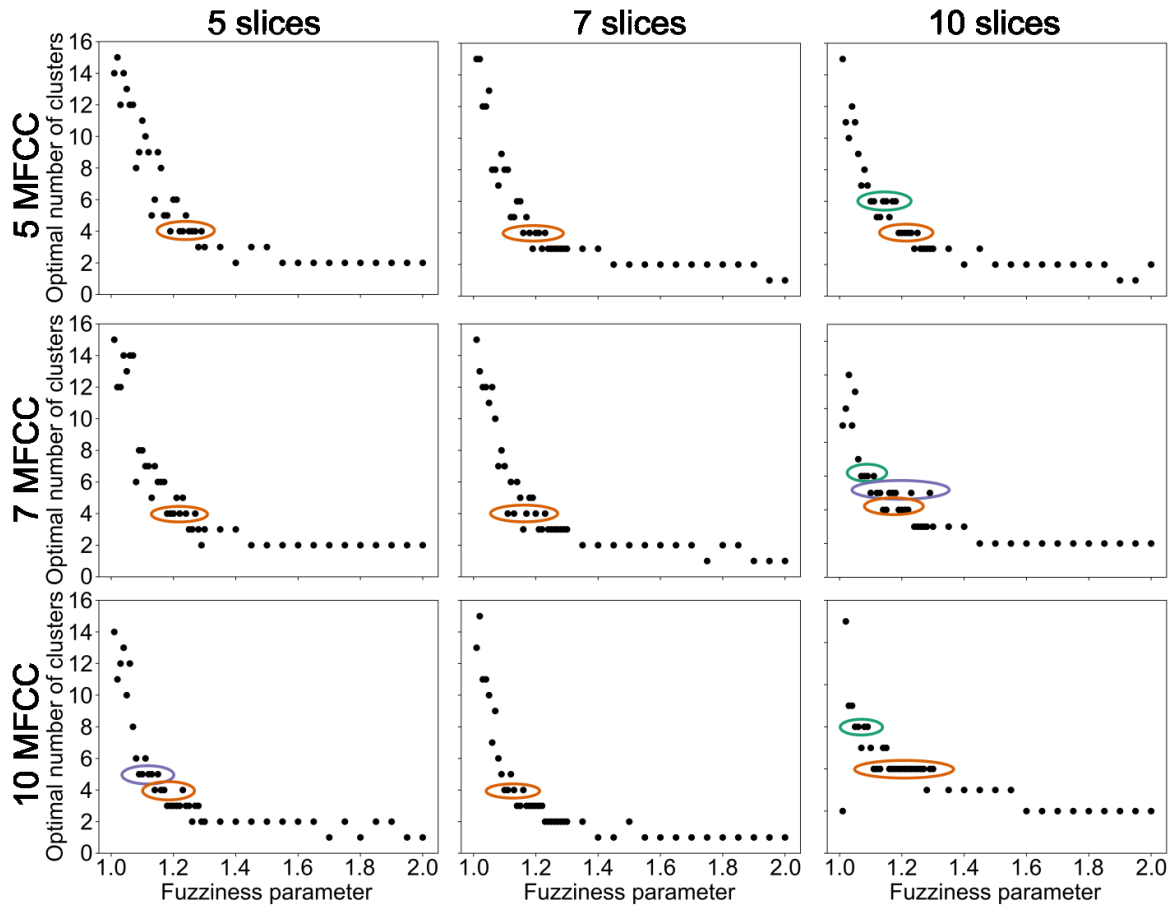 5 slices
7 slices
10 slices
5 MFCC
Optimal number of clusters
16
14
12
10
8
6
4
2
0
7 MFCC
Optimal number of clusters
16
14
12
10
8
6
4
2
0
10 MFCC
Optimal number of clusters
16
14
12
10
8
6
4
2
0
1.0 1.2 1.4 1.6 1.8 2.0
1.0 1.2 1.4 1.6 1.8 2.0
1.0 1.2 1.4 1.6 1.8 2.0
Fuzziness parameter
Fuzziness parameter
Fuzziness parameter